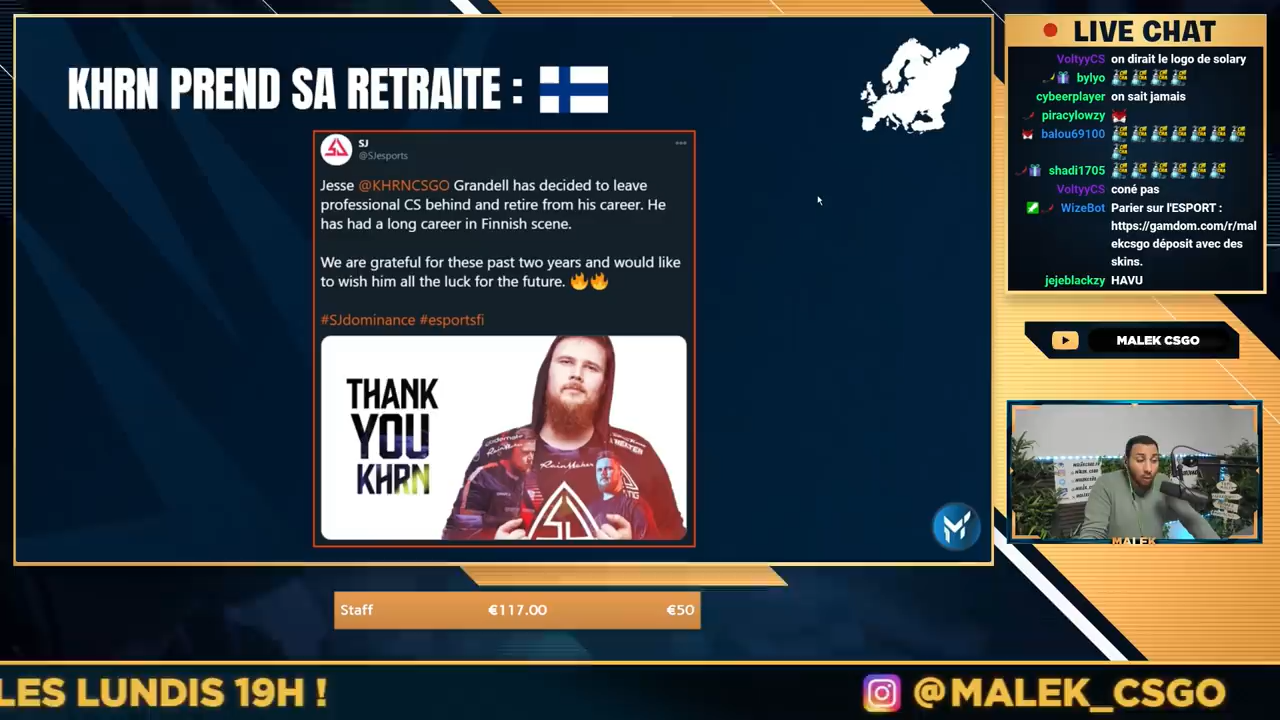 KHRN PREND SA RETRAITE :
SJ
@SJesports
Jesse @KHRNCSGO Grandell has decided to leave
professional CS behind and retire from his career. He
has had a long career in Finnish scene.
We are grateful for these past two years and would like
to wish him all the luck for the future.
#SJdominance #esportsfi
THANK
YOU
KHRN
RainMaker
Staff €117.00 €50
LIVE CHAT
VoltyyCS on dirait le logo de solary
bylyo
cybeerplayer on sait jamais
piracylowzy
balou69100
shadi1705
VoltyyCS coné pas
WizeBot Parier sur l'ESPORT :
https://gamdom.com/r/mal
ekcsgo déposit avec des
skins.
jejeblackzy HAVU
MALEK CSGO
MALEK
LES LUNDIS 19H !
@MALEK_CSGO